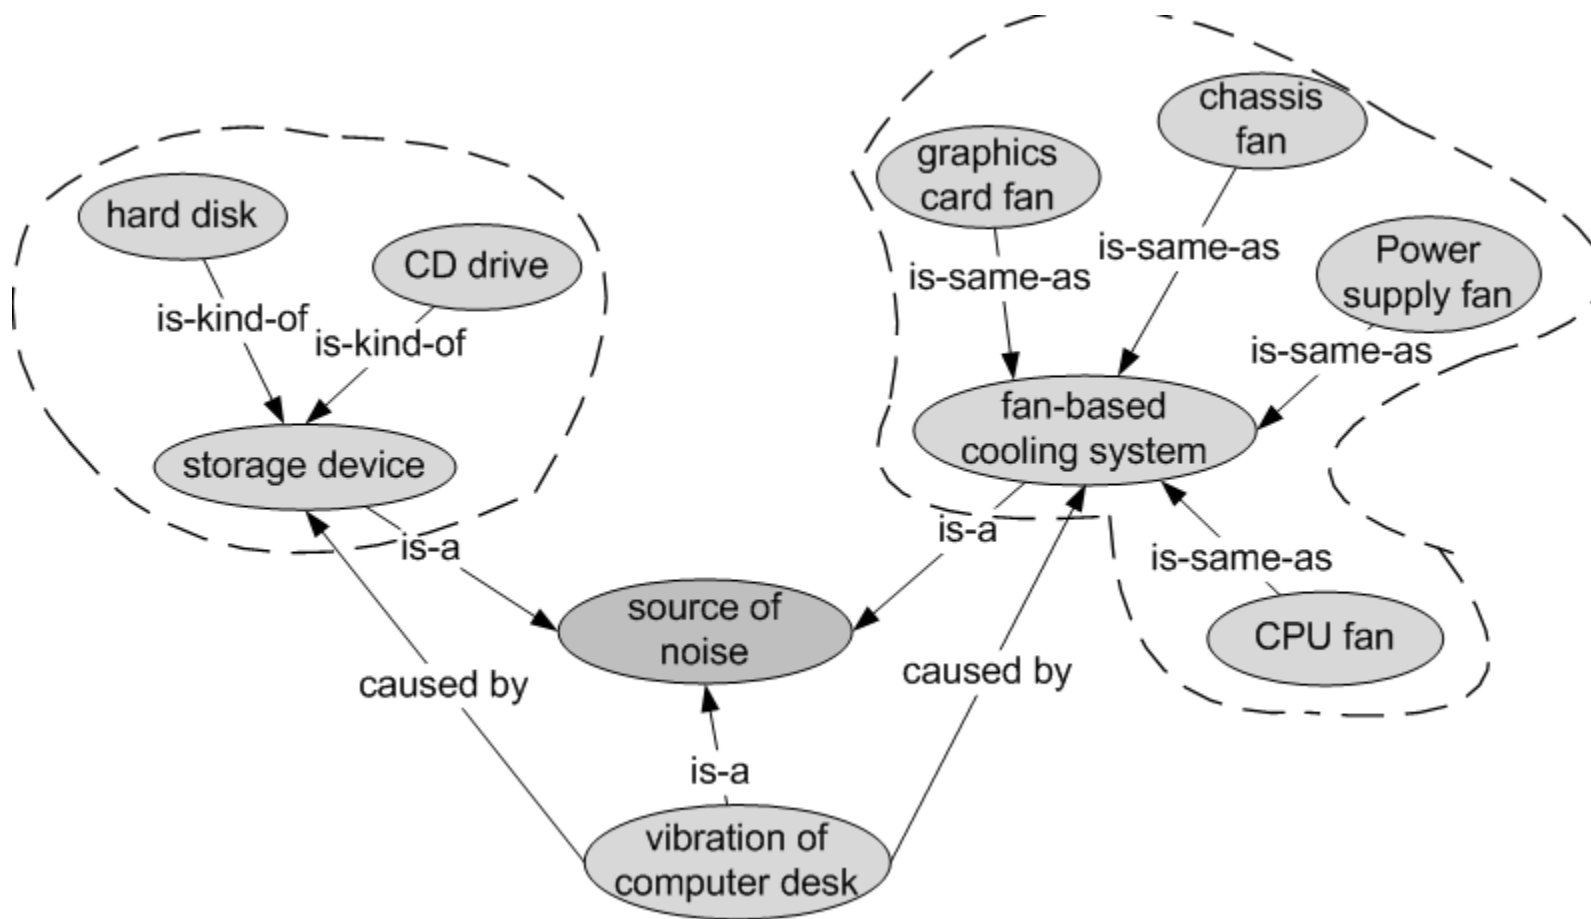 chassis
fan
graphics
card fan
hard disk
CD drive
Power
supply fan
is-same-as
is-same-as
is-kind-of
is-kind-of
is-same-as
fan-based
cooling system
storage device
is-a
is-a
is-same-as
source of
noise
CPU fan
caused by
caused by
is-a
vibration of
computer desk